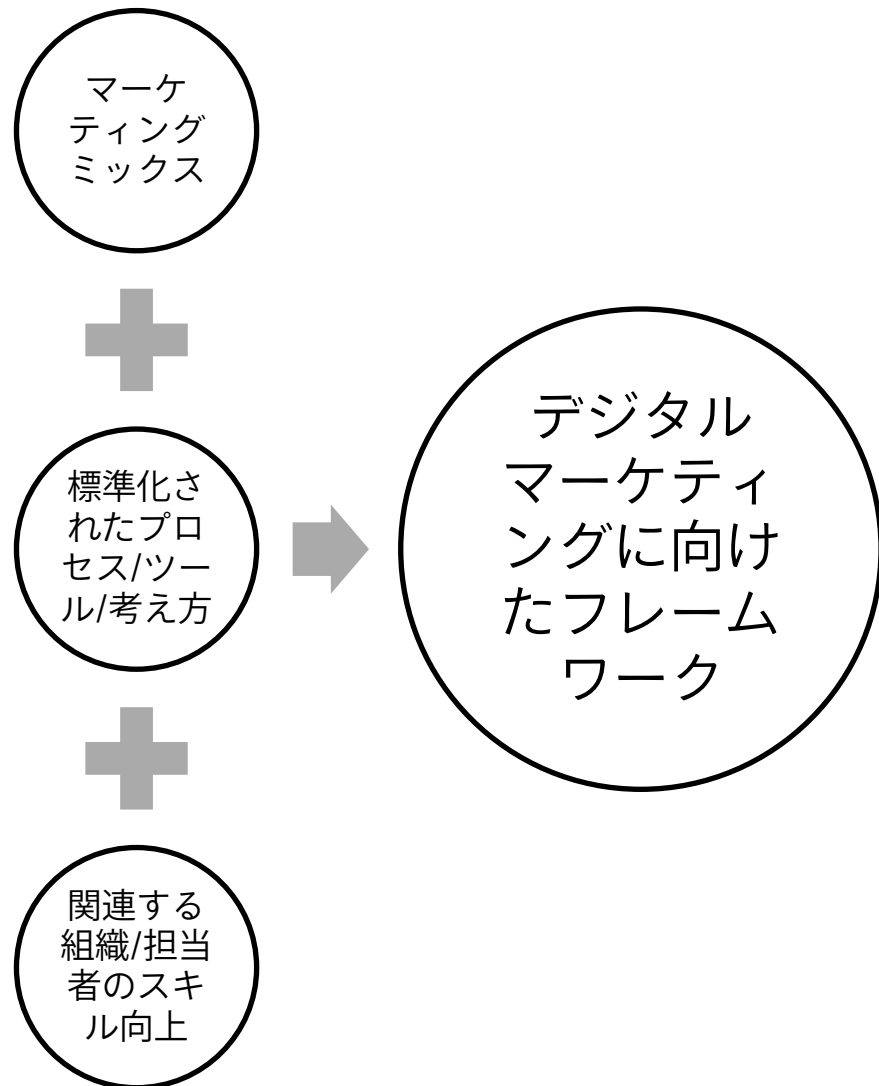 マーケ
ティング
ミックス
標準化さ
れたプロ
セス/ツー
ル/考え方
関連する
組織/担当
者のスキ
ル向上
デジタル
マーケティ
ングに向け
たフレーム
ワーク